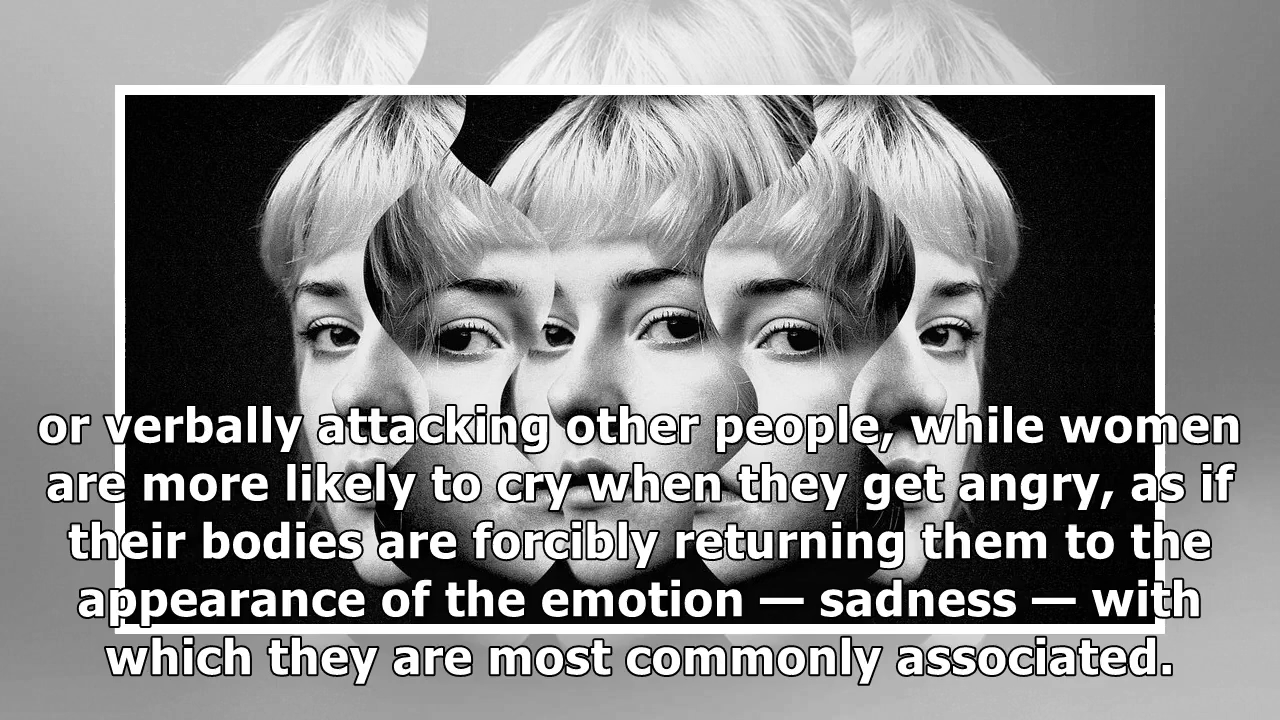 or verbally attacking other people, while women
are more likely to cry when they get angry, as if
their bodies are forcibly returning them to the
appearance of the emotion — sadness — with
which they are most commonly associated.